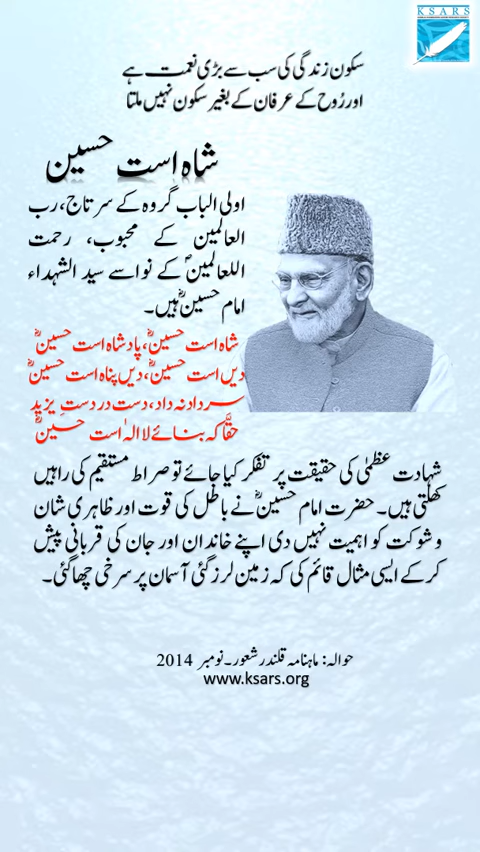 KSARS
سکون زندگی کی سب سے بڑی نعمت ہے
اور رُوح کے عرفان کے بغیر سکون نہیں ملتا
شاہ است حسین
اولی الباب گروہ کے سرتاج، رب
العالمین کے محبوب، رحمت
اللعالمینؐ کے نواسے سید الشہداء
امام حسینؓ ہیں۔
شاہ است حسینؓ، پادشاہ است حسینؓ
دیں است حسینؓ، دیں پناہ است حسینؓ
سرداد نہ داد، دست در دستِ یزید
حقّا کہ بنائے لا الٰہ است حسینؓ
شہادت عظمٰی کی حقیقت پر تفکر کیا جائے تو صراط مستقیم کی راہیں
کھلتی ہیں۔ حضرت امام حسینؓ نے باطل کی قوت اور ظاہری شان
و شوکت کو اہمیت نہیں دی اپنے خاندان اور جان کی قربانی پیش
کر کے ایسی مثال قائم کی کہ زمین لرز گئی آسمان پر سرخی چھا گئی۔
حوالہ: ماہنامہ قلندر شعور۔ نومبر 2014
www.ksars.org